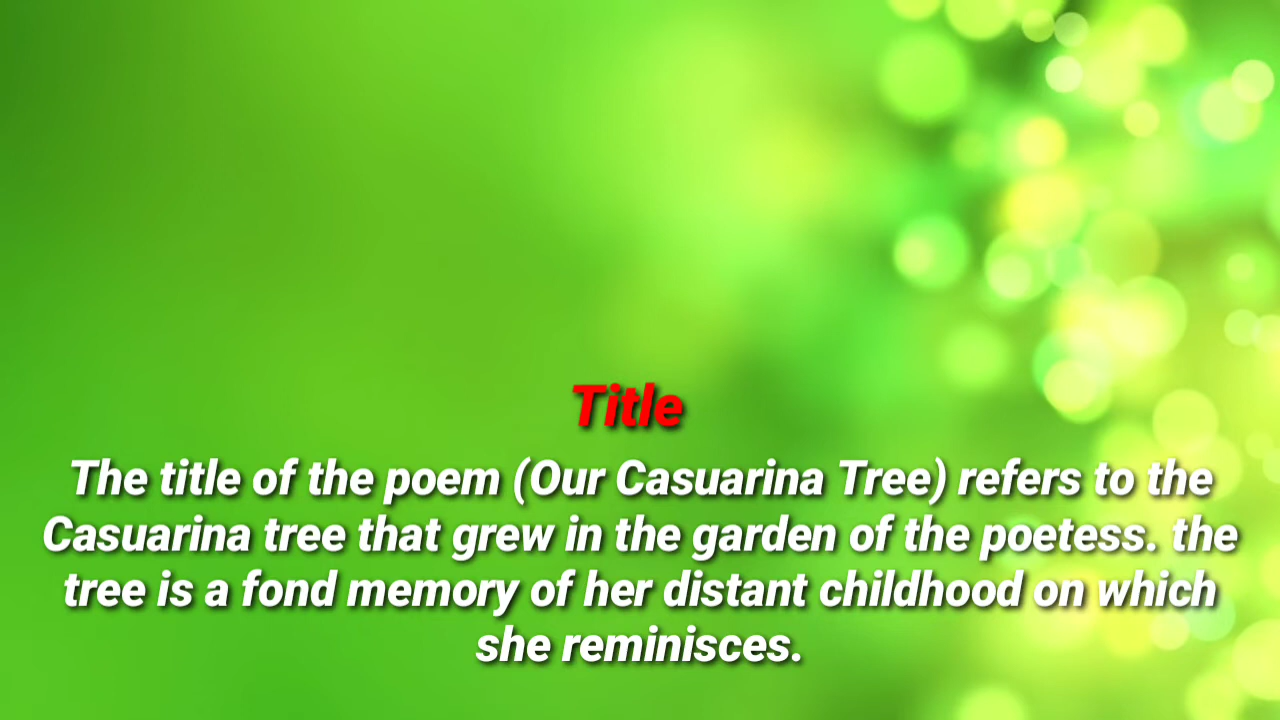 Title
The title of the poem (Our Casuarina Tree) refers to the
Casuarina tree that grew in the garden of the poetess. the
tree is a fond memory of her distant childhood on which
she reminisces.